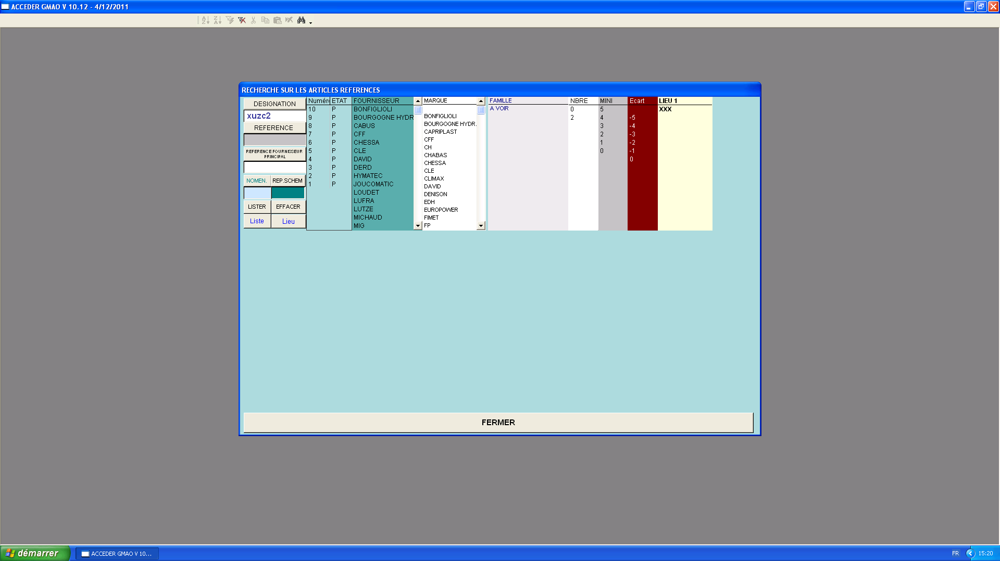 ACCEDER GMAO V 10.12 - 4/12/2011
RECHERCHE SUR LES ARTICLES REFERENCES
DESIGNATION
xuzc2
REFERENCE
REFERENCE FOURNISSEUR
PRINCIPAL
NOMEN. REP.SCHEM
LISTER EFFACER
Liste Lieu
Numér ETAT
10 P
9 P
8 P
7 P
6 P
5 P
4 P
3 P
2 P
1 P
FOURNISSEUR
BONFIGLIOLI
BOURGOGNE HYDR
CABUS
CFF
CHESSA
CLE
DAVID
DERD
HYMATEC
JOUCOMATIC
LOUDET
LUFRA
LUTZE
MICHAUD
MIG
MARQUE
BONFIGLIOLI
BOURGOGNE HYDR.
CAPRIPLAST
CFF
CH
CHABAS
CHESSA
CLE
CLIMAX
DAVID
DENISON
EDH
EUROPOWER
FIMET
FP
FAMILLE
A VOIR
NBRE
0
2
MINI
5
4
3
2
1
0
Ecart
-5
-4
-3
-2
-1
0
LIEU 1
XXX
FERMER
démarrer
ACCEDER GMAO V 10...
FR
15:20